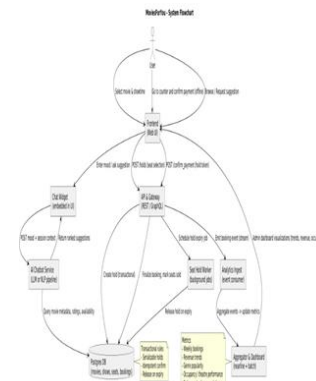 MoviesForYou - System Flowchart
User
Select movie & showtime
Go to counter and confirm payment (offline)
Browse / Request suggestion
Frontend
(Web UI)
Enter mood / ask suggestion
POST /holds (seat selection)
POST /confirm payment (hold token)
Chat Widget
(embedded in UI)
API & Gateway
(REST / GraphQL)
POST mood + session context
Return ranked suggestions
Schedule hold expiry job
Emit booking event (stream)
Admin dashboard visualizations (trends, revenue, occ
AI Chatbot Service
(LLM or NLP pipeline)
Create hold (transactional)
Finalize booking, mark seats sold
Seat Hold Worker
(background jobs)
Analytics Ingest
(event consumer)
Query movie metadata, ratings, availability
Release hold on expiry
Aggregate events -> update metrics
Postgres DB
(movies, shows, seats, bookings)
Transactional rules:
- Serializable holds
- Idempotent confirm
- Release on expiry
Metrics:
- Weekly bookings
- Revenue trends
- Genre popularity
- Occupancy / theatre performance
Aggregator & Dashboard
(realtime + batch)